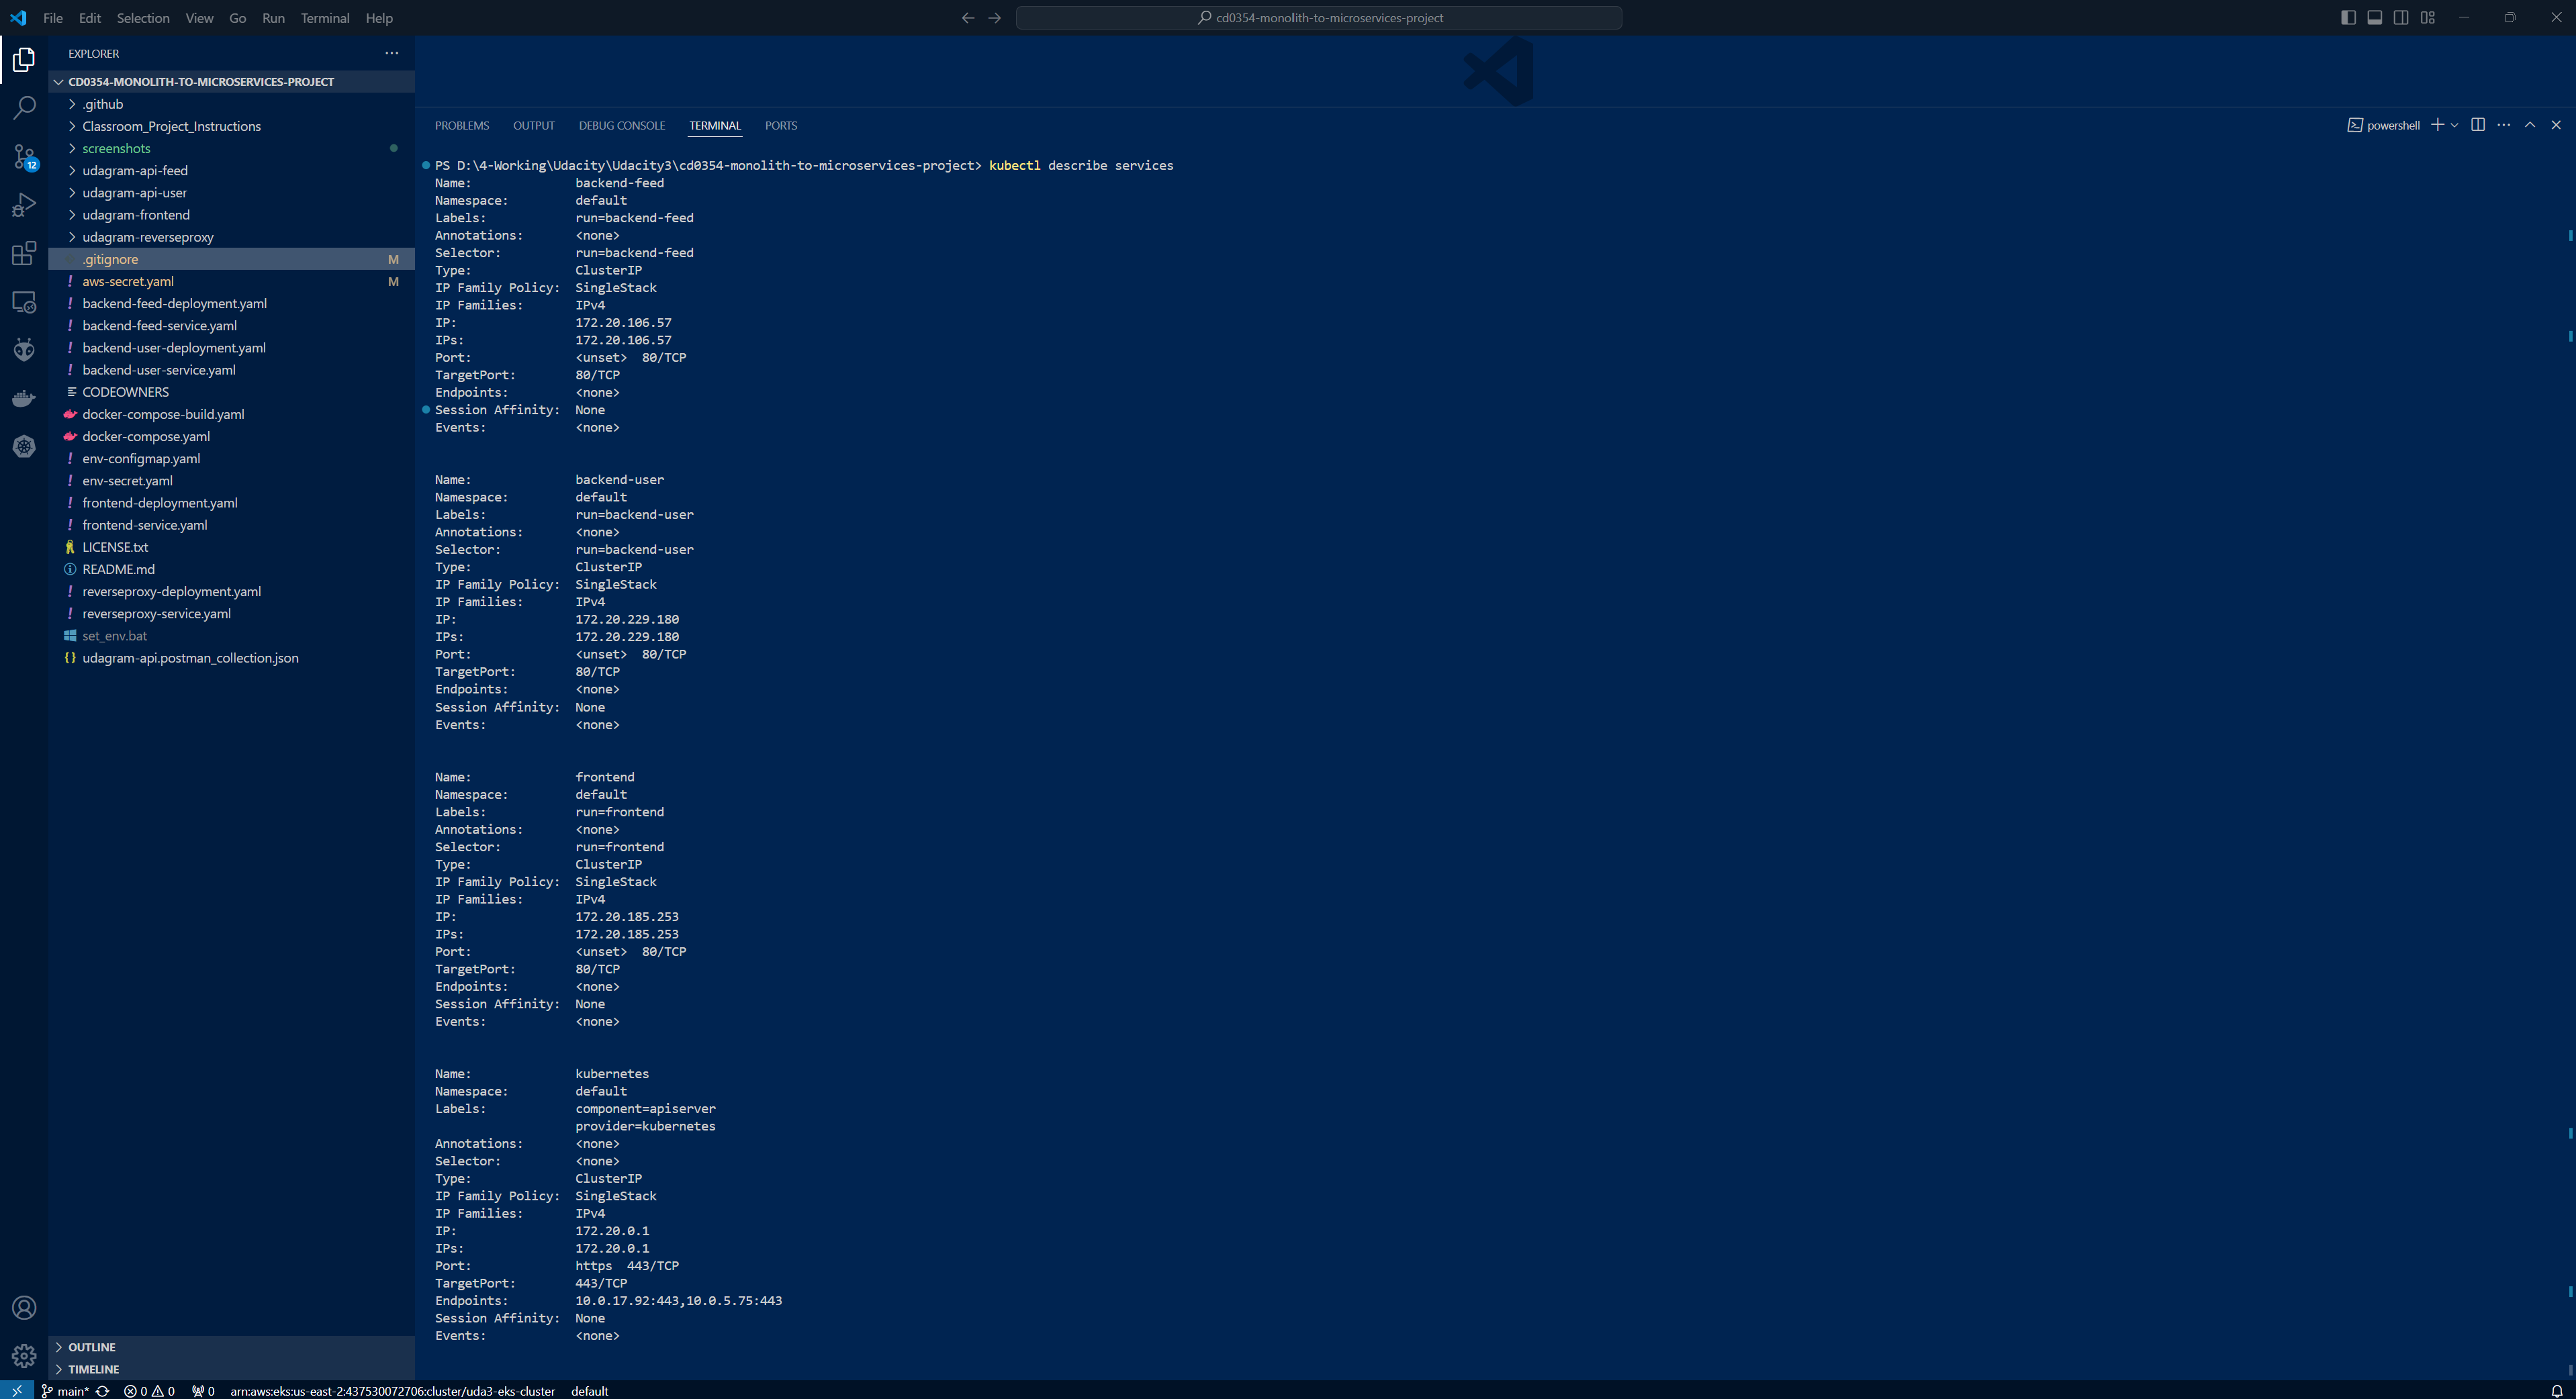 File Edit Selection View Go Run Terminal Help
cd0354-monolith-to-microservices-project
EXPLORER
CD0354-MONOLITH-TO-MICROSERVICES-PROJECT
.github
Classroom_Project_Instructions
screenshots
udagram-api-feed
12
udagram-api-user
udagram-frontend
udagram-reverseproxy
.gitignore M
aws-secret.yaml M
backend-feed-deployment.yaml
backend-feed-service.yaml
backend-user-deployment.yaml
backend-user-service.yaml
CODEOWNERS
docker-compose-build.yaml
docker-compose.yaml
env-configmap.yaml
env-secret.yaml
frontend-deployment.yaml
frontend-service.yaml
LICENSE.txt
README.md
reverseproxy-deployment.yaml
reverseproxy-service.yaml
set_env.bat
udagram-api.postman_collection.json
OUTLINE
TIMELINE
PROBLEMS OUTPUT DEBUG CONSOLE TERMINAL PORTS
powershell
PS D:\4-Working\Udacity\Udacity3\cd0354-monolith-to-microservices-project> kubectl describe services
Name: backend-feed
Namespace: default
Labels: run=backend-feed
Annotations: <none>
Selector: run=backend-feed
Type: ClusterIP
IP Family Policy: SingleStack
IP Families: IPv4
IP: 172.20.106.57
IPs: 172.20.106.57
Port: <unset> 80/TCP
TargetPort: 80/TCP
Endpoints: <none>
Session Affinity: None
Events: <none>
Name: backend-user
Namespace: default
Labels: run=backend-user
Annotations: <none>
Selector: run=backend-user
Type: ClusterIP
IP Family Policy: SingleStack
IP Families: IPv4
IP: 172.20.229.180
IPs: 172.20.229.180
Port: <unset> 80/TCP
TargetPort: 80/TCP
Endpoints: <none>
Session Affinity: None
Events: <none>
Name: frontend
Namespace: default
Labels: run=frontend
Annotations: <none>
Selector: run=frontend
Type: ClusterIP
IP Family Policy: SingleStack
IP Families: IPv4
IP: 172.20.185.253
IPs: 172.20.185.253
Port: <unset> 80/TCP
TargetPort: 80/TCP
Endpoints: <none>
Session Affinity: None
Events: <none>
Name: kubernetes
Namespace: default
Labels: component=apiserver
provider=kubernetes
Annotations: <none>
Selector: <none>
Type: ClusterIP
IP Family Policy: SingleStack
IP Families: IPv4
IP: 172.20.0.1
IPs: 172.20.0.1
Port: https 443/TCP
TargetPort: 443/TCP
Endpoints: 10.0.17.92:443,10.0.5.75:443
Session Affinity: None
Events: <none>
main* 0 0 0 arn:aws:eks:us-east-2:437530072706:cluster/uda3-eks-cluster default